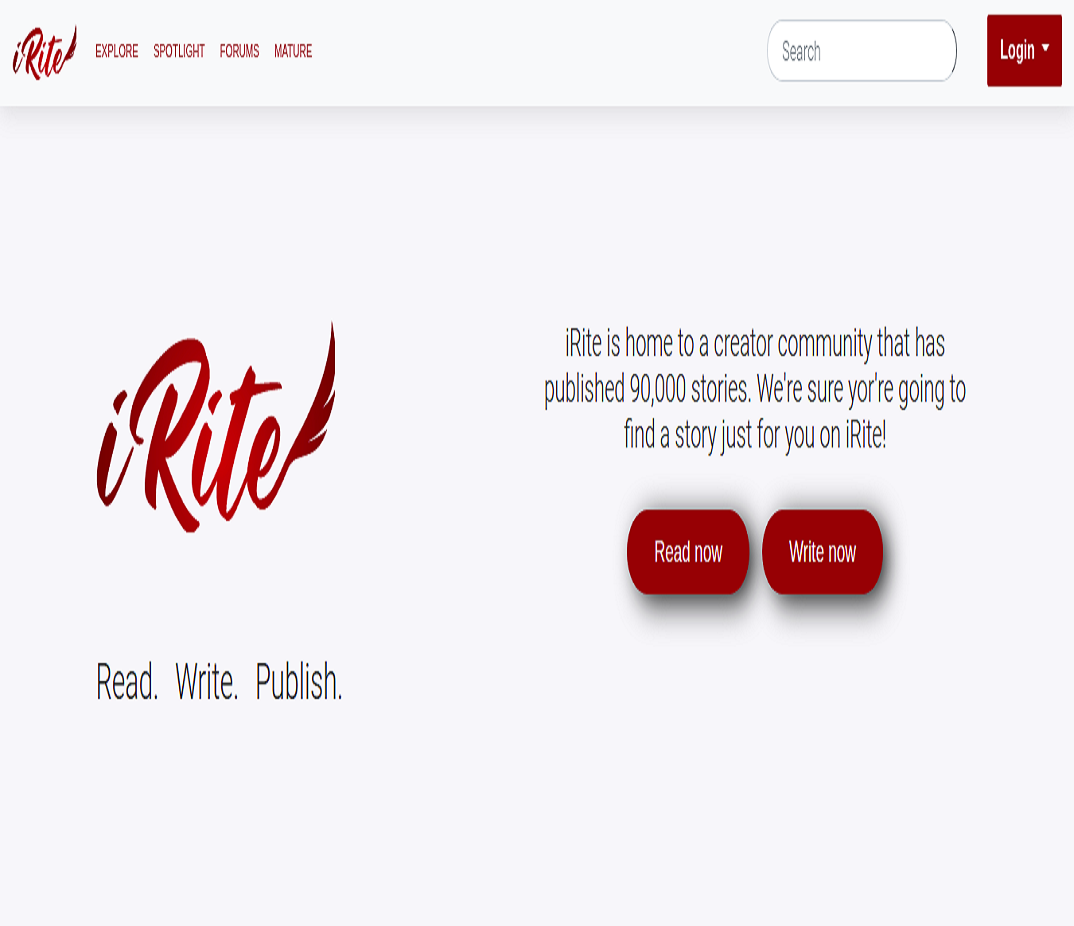 iRite EXPLORE SPOTLIGHT FORUMS MATURE Search Login
iRite
Read. Write. Publish.
iRite is home to a creator community that has
published 90,000 stories. We're sure yor're going to
find a story just for you on iRite!
Read now Write now